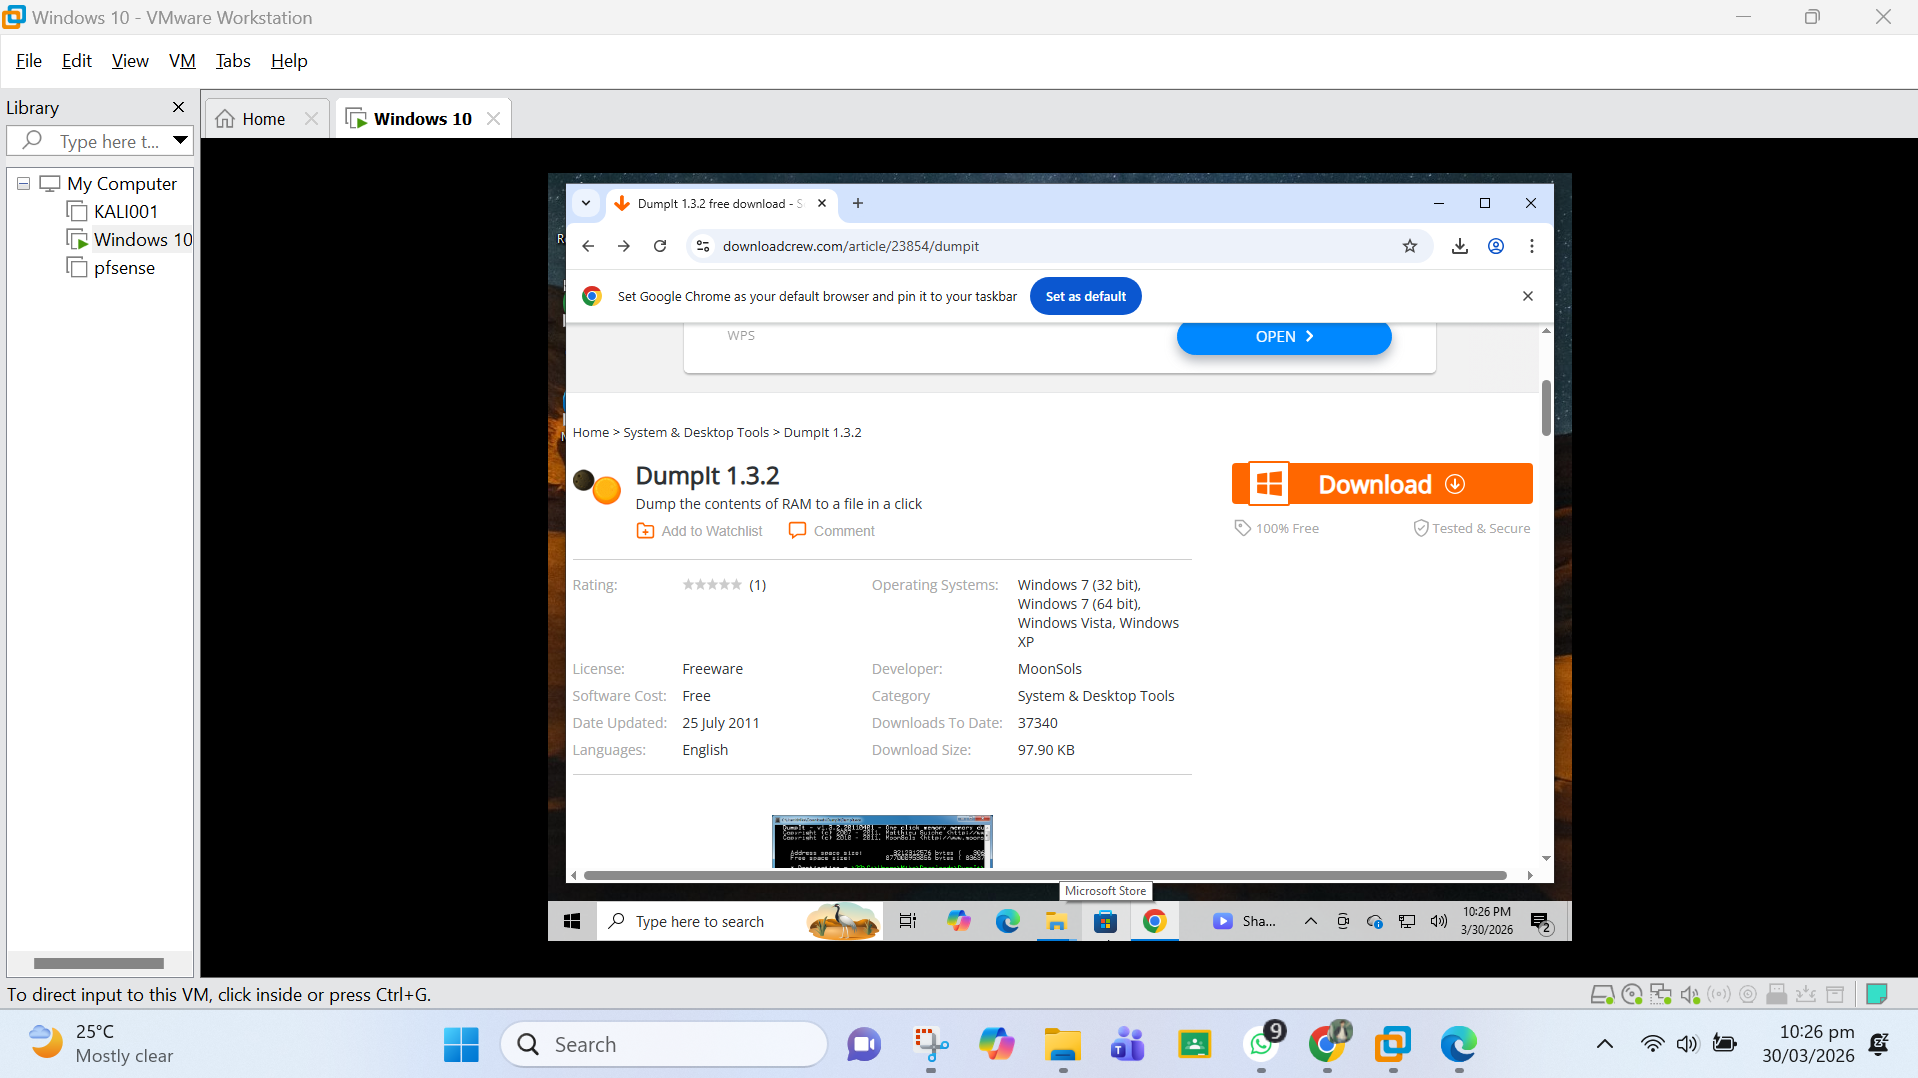 Windows 10 - VMware Workstation
File Edit View VM Tabs Help
Library
Type here t...
My Computer
KALI001
Windows 10
pfsense
Home
Windows 10
DumpIt 1.3.2 free download - S
downloadcrew.com/article/23854/dumpit
Set Google Chrome as your default browser and pin it to your taskbar
Set as default
WPS
OPEN
Home > System & Desktop Tools > DumpIt 1.3.2
DumpIt 1.3.2
Dump the contents of RAM to a file in a click
Add to Watchlist
Comment
Download
100% Free
Tested & Secure
Rating: (1)
Operating Systems: Windows 7 (32 bit),
Windows 7 (64 bit),
Windows Vista, Windows
XP
License: Freeware
Developer: MoonSols
Software Cost: Free
Category System & Desktop Tools
Date Updated: 25 July 2011
Downloads To Date: 37340
Languages: English
Download Size: 97.90 KB
Address space size:
Free space size:
Microsoft Store
Type here to search
Sha...
10:26 PM
3/30/2026
2
To direct input to this VM, click inside or press Ctrl+G.
25°C
Mostly clear
Search
9
10:26 pm
30/03/2026